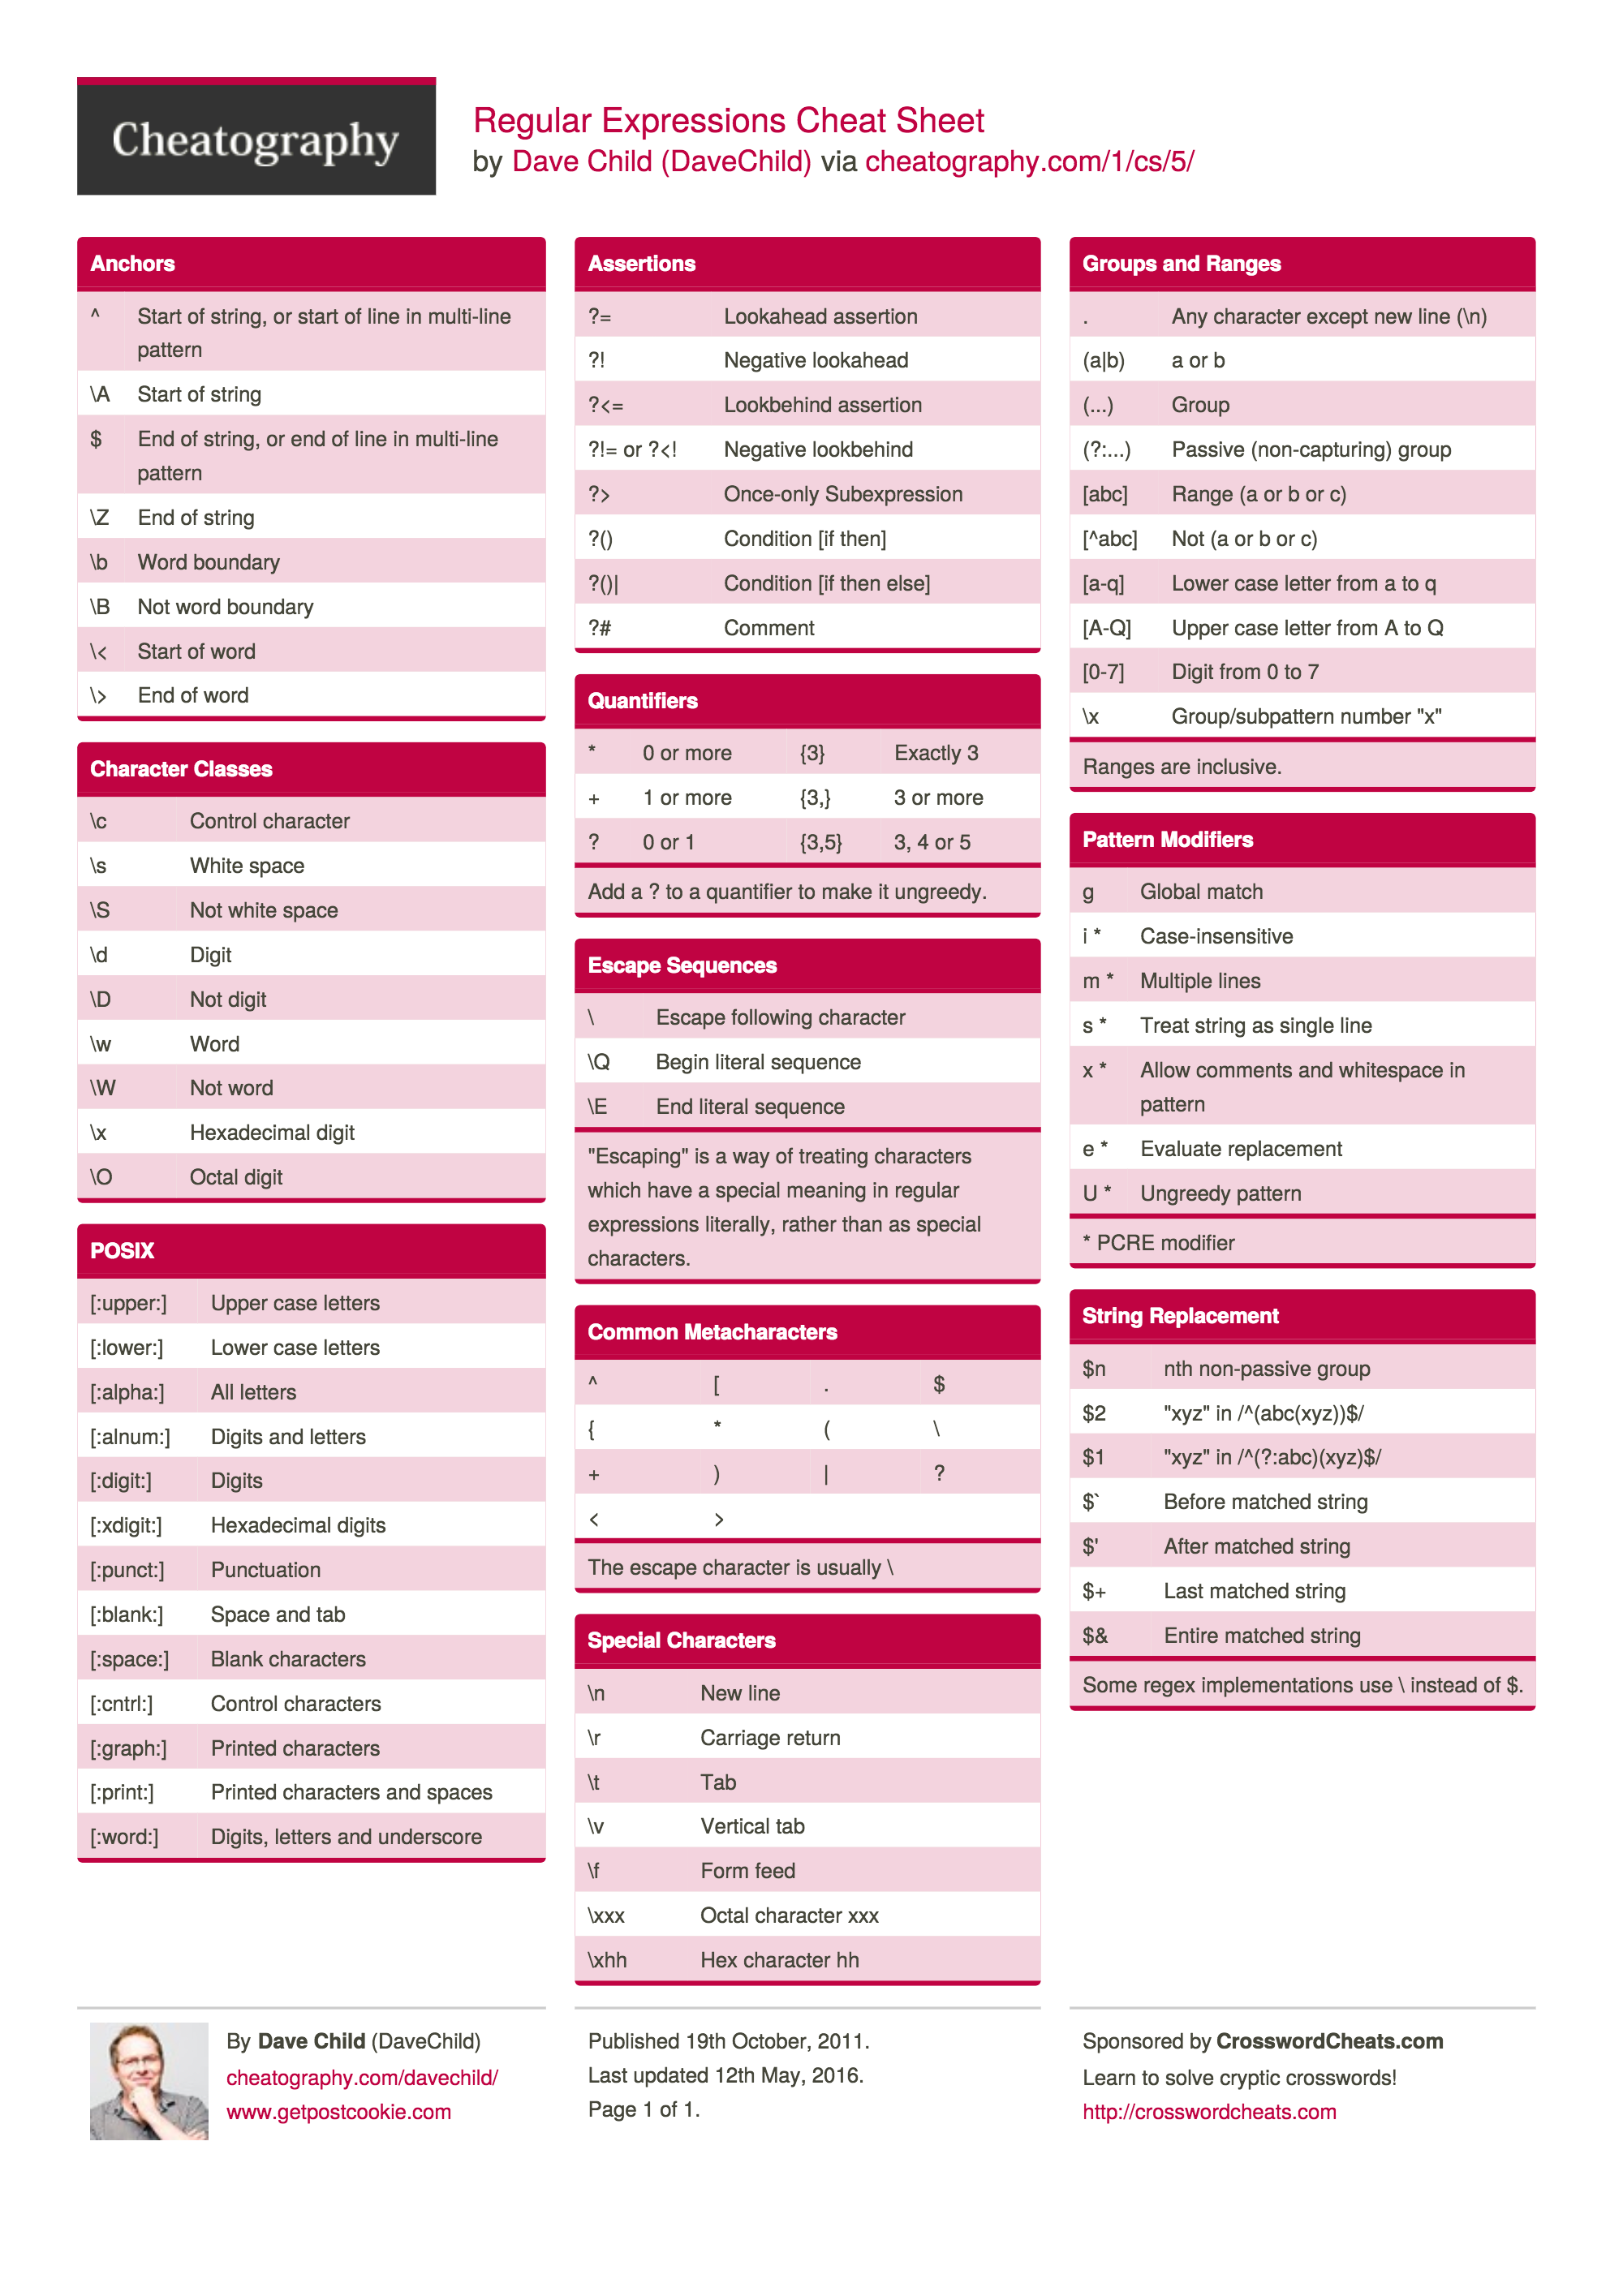 Cheatography
Regular Expressions Cheat Sheet
by Dave Child (DaveChild) via cheatography.com/1/cs/5/
Anchors
^ Start of string, or start of line in multi-line
pattern
\A Start of string
$ End of string, or end of line in multi-line
pattern
\Z End of string
\b Word boundary
\B Not word boundary
\< Start of word
\> End of word
Character Classes
\c Control character
\s White space
\S Not white space
\d Digit
\D Not digit
\w Word
\W Not word
\x Hexadecimal digit
\O Octal digit
POSIX
[:upper:] Upper case letters
[:lower:] Lower case letters
[:alpha:] All letters
[:alnum:] Digits and letters
[:digit:] Digits
[:xdigit:] Hexadecimal digits
[:punct:] Punctuation
[:blank:] Space and tab
[:space:] Blank characters
[:cntrl:] Control characters
[:graph:] Printed characters
[:print:] Printed characters and spaces
[:word:] Digits, letters and underscore
Assertions
?= Lookahead assertion
?! Negative lookahead
?<= Lookbehind assertion
?!= or ?<! Negative lookbehind
?> Once-only Subexpression
?() Condition [if then]
?()| Condition [if then else]
?# Comment
Quantifiers
* 0 or more {3} Exactly 3
+ 1 or more {3,} 3 or more
? 0 or 1 {3,5} 3, 4 or 5
Add a ? to a quantifier to make it ungreedy.
Escape Sequences
\ Escape following character
\Q Begin literal sequence
\E End literal sequence
"Escaping" is a way of treating characters
which have a special meaning in regular
expressions literally, rather than as special
characters.
Common Metacharacters
^ [ . $
{ * ( \
+ ) | ?
< >
The escape character is usually \
Special Characters
\n New line
\r Carriage return
\t Tab
\v Vertical tab
\f Form feed
\xxx Octal character xxx
\xhh Hex character hh
Groups and Ranges
. Any character except new line (\n)
(a|b) a or b
(...) Group
(?:...) Passive (non-capturing) group
[abc] Range (a or b or c)
[^abc] Not (a or b or c)
[a-q] Lower case letter from a to q
[A-Q] Upper case letter from A to Q
[0-7] Digit from 0 to 7
\x Group/subpattern number "x"
Ranges are inclusive.
Pattern Modifiers
g Global match
i * Case-insensitive
m * Multiple lines
s * Treat string as single line
x * Allow comments and whitespace in
pattern
e * Evaluate replacement
U * Ungreedy pattern
* PCRE modifier
String Replacement
$n nth non-passive group
$2 "xyz" in /^(abc(xyz))$/
$1 "xyz" in /^(?:abc)(xyz)$/
$` Before matched string
$' After matched string
$+ Last matched string
$& Entire matched string
Some regex implementations use \ instead of $.
By Dave Child (DaveChild)
cheatography.com/davechild/
www.getpostcookie.com
Published 19th October, 2011.
Last updated 12th May, 2016.
Page 1 of 1.
Sponsored by CrosswordCheats.com
Learn to solve cryptic crosswords!
http://crosswordcheats.com